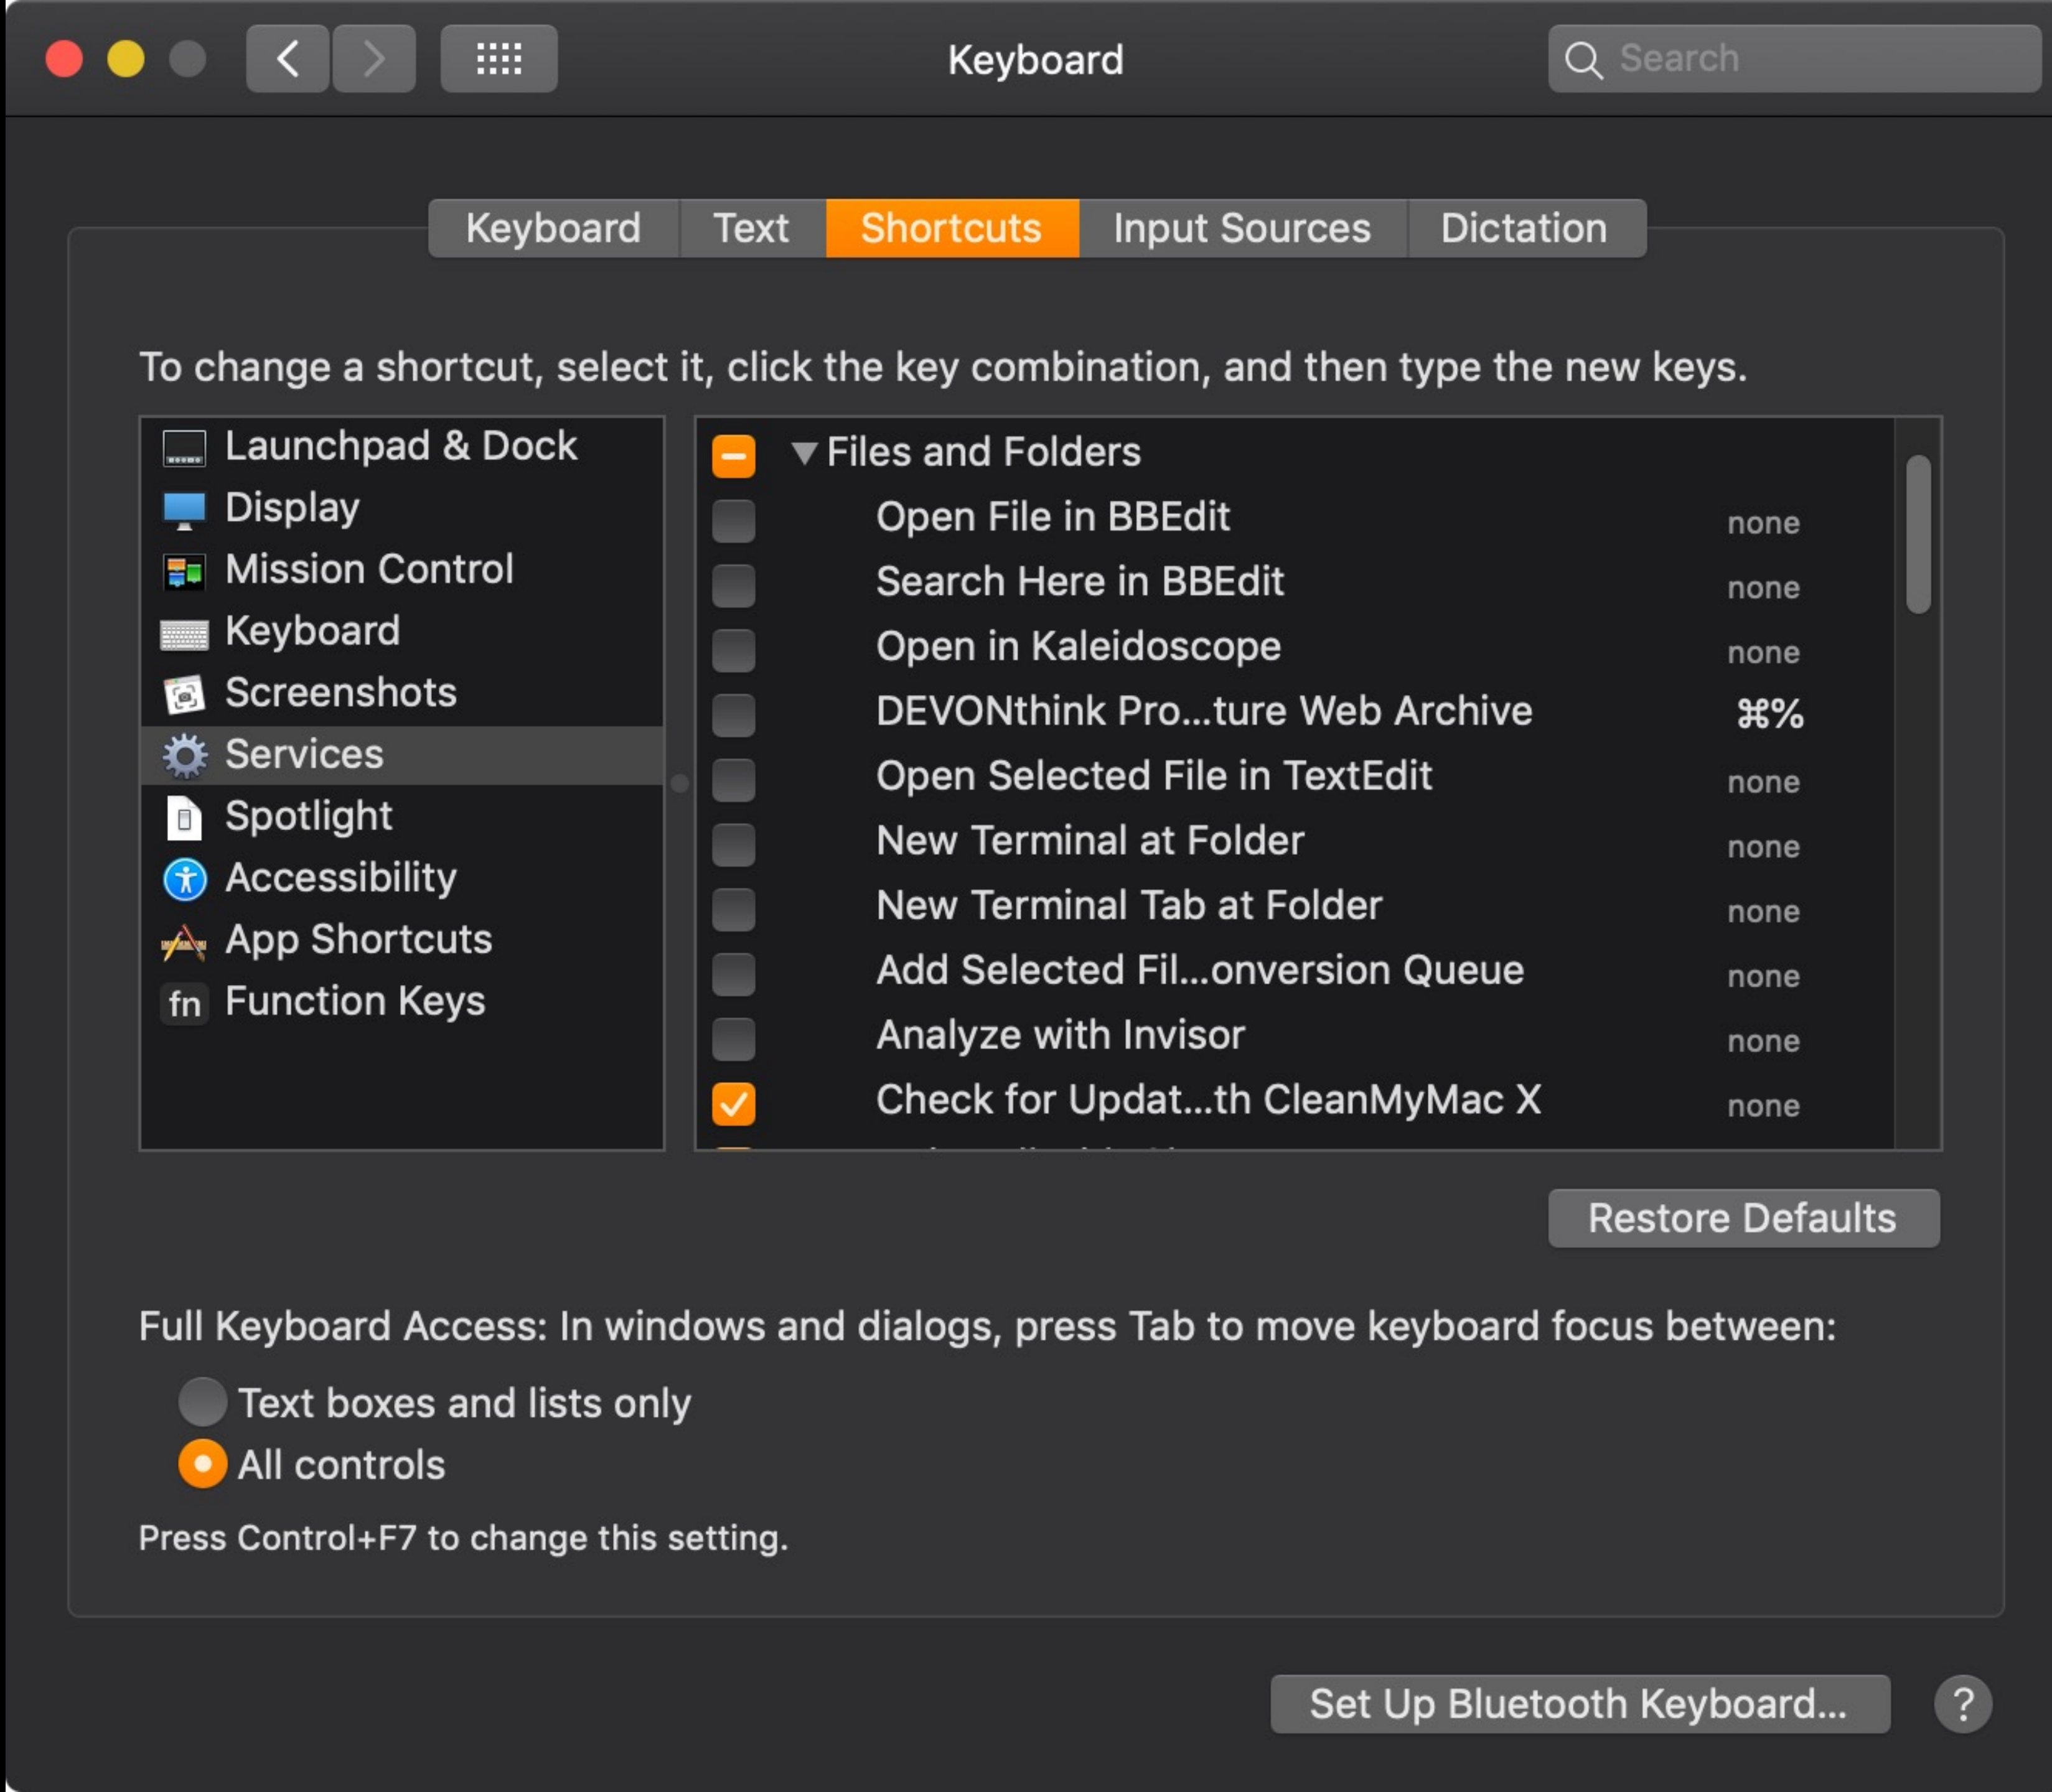 Keyboard
Search
Keyboard
Text
Shortcuts
Input Sources
Dictation
To change a shortcut, select it, click the key combination, and then type the new keys.
Launchpad & Dock
Display
Mission Control
Keyboard
Screenshots
Services
Spotlight
Accessibility
App Shortcuts
fn Function Keys
Files and Folders
Open File in BBEdit none
Search Here in BBEdit none
Open in Kaleidoscope none
DEVONthink Pro...ture Web Archive ⌘%
Open Selected File in TextEdit none
New Terminal at Folder none
New Terminal Tab at Folder none
Add Selected Fil...onversion Queue none
Analyze with Invisor none
Check for Updat...th CleanMyMac X none
Restore Defaults
Full Keyboard Access: In windows and dialogs, press Tab to move keyboard focus between:
Text boxes and lists only
All controls
Press Control+F7 to change this setting.
Set Up Bluetooth Keyboard...
?